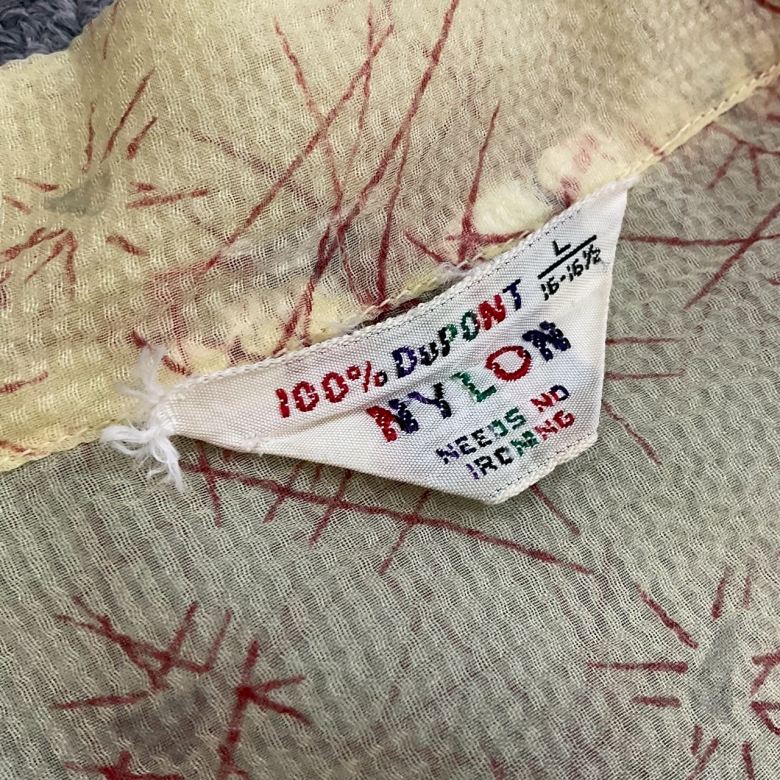 L
16-16½
100% DUPONT
NYLON
NEEDS NO
IRONING